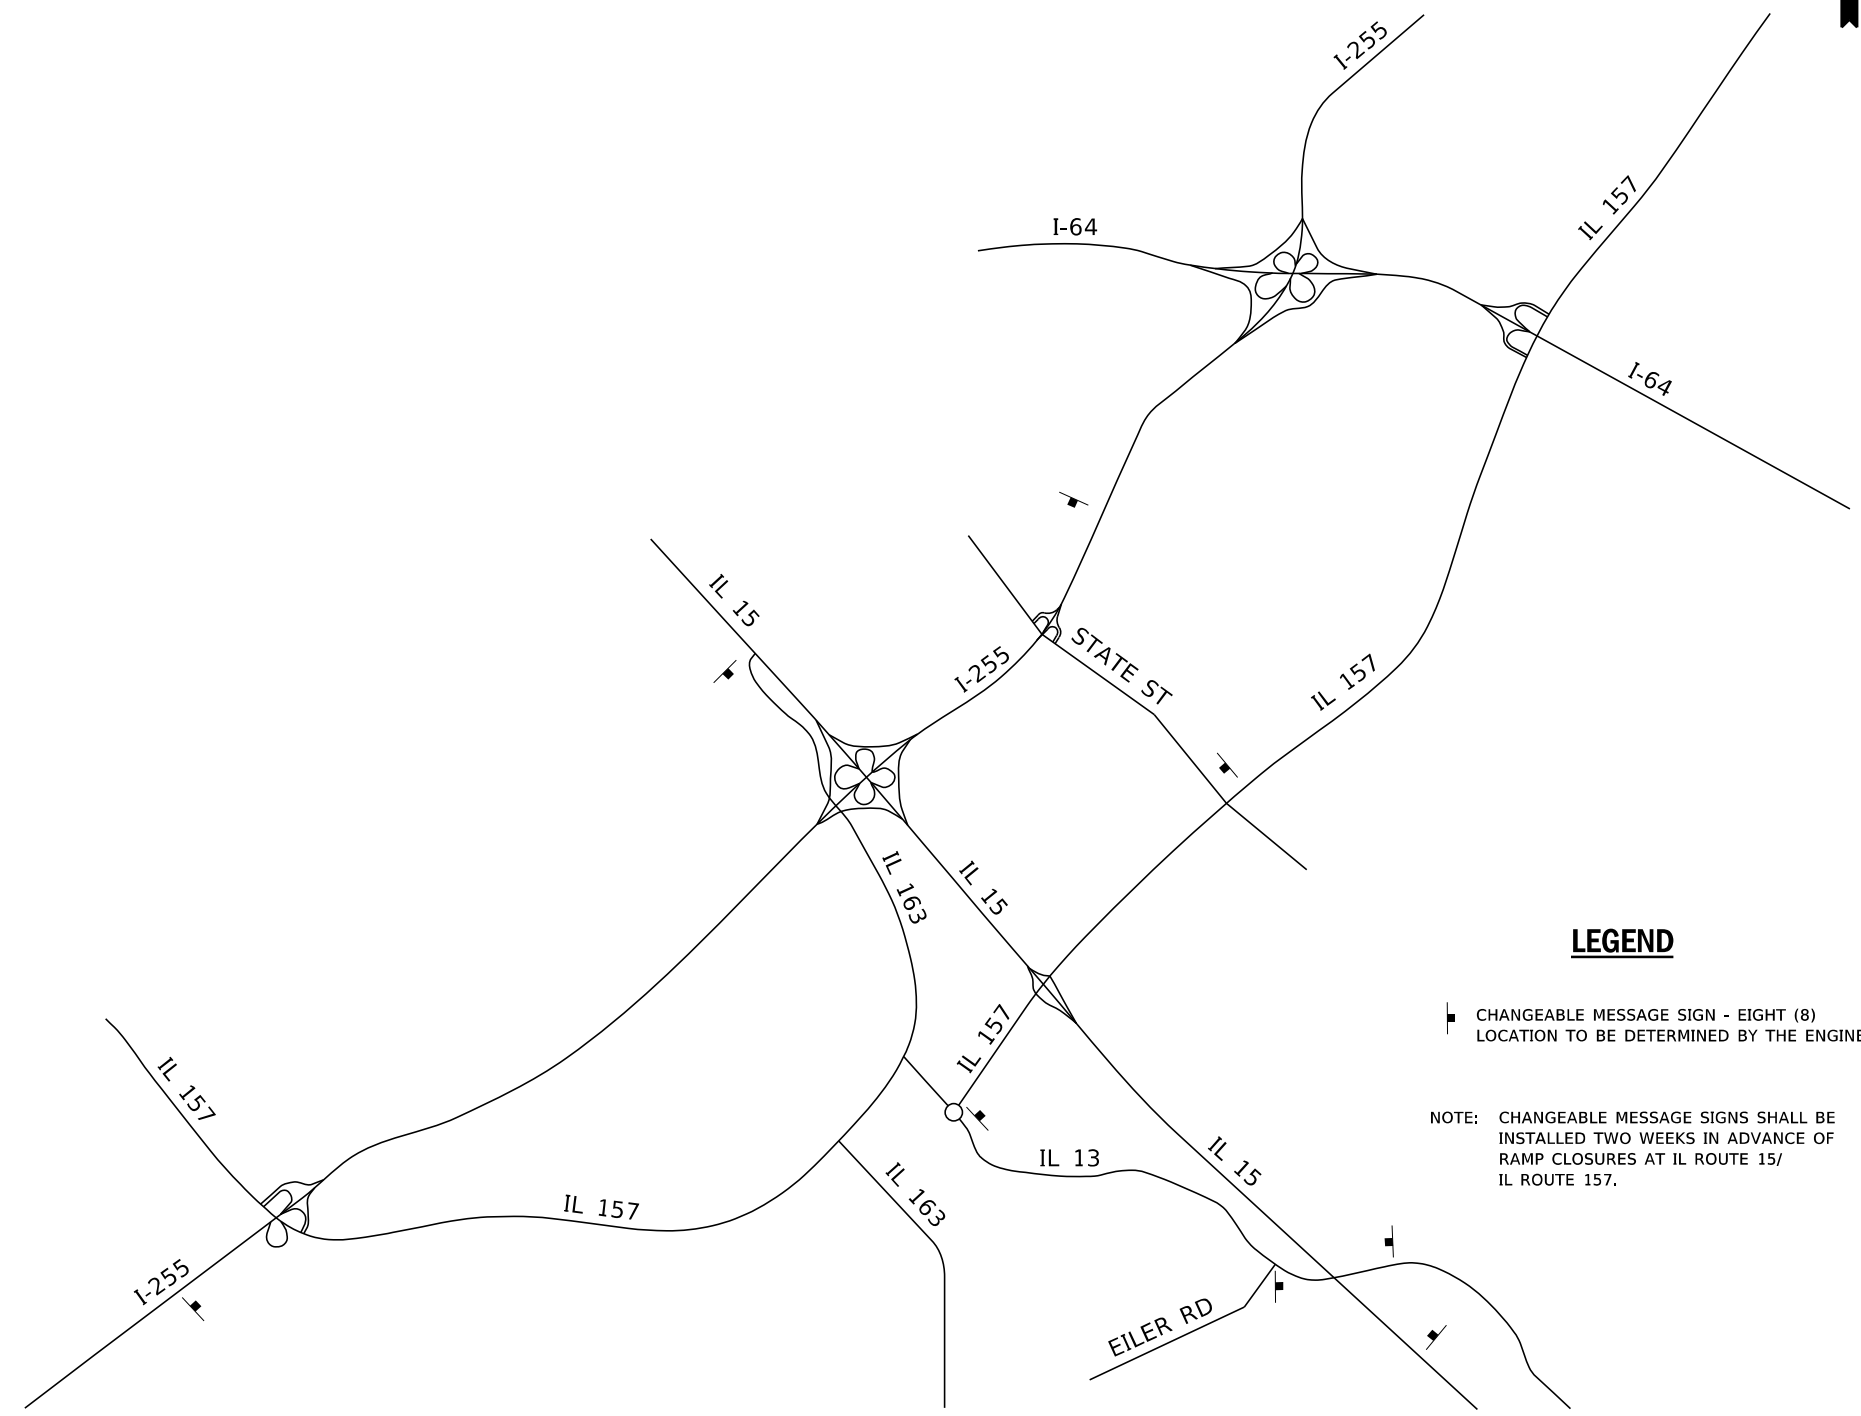 I-255
IL 157
I-64
I-64
IL 15
I-255
STATE ST
IL 157
IL 163
IL 15
LEGEND
CHANGEABLE MESSAGE SIGN - EIGHT (8)
LOCATION TO BE DETERMINED BY THE ENGINE
IL 157
IL 157
NOTE: CHANGEABLE MESSAGE SIGNS SHALL BE
INSTALLED TWO WEEKS IN ADVANCE OF
RAMP CLOSURES AT IL ROUTE 15/
IL ROUTE 157.
IL 13
IL 15
IL 163
IL 157
I-255
EILER RD